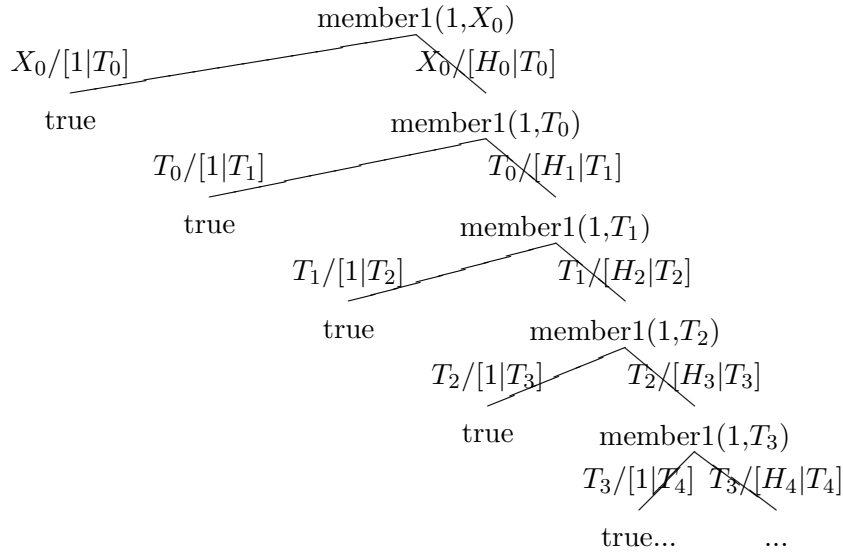 member1(1,X₀)
X₀/[1|T₀] X₀/[H₀|T₀]
true member1(1,T₀)
T₀/[1|T₁] T₀/[H₁|T₁]
true member1(1,T₁)
T₁/[1|T₂] T₁/[H₂|T₂]
true member1(1,T₂)
T₂/[1|T₃] T₂/[H₃|T₃]
true member1(1,T₃)
T₃/[1|T₄] T₃/[H₄|T₄]
true... ...